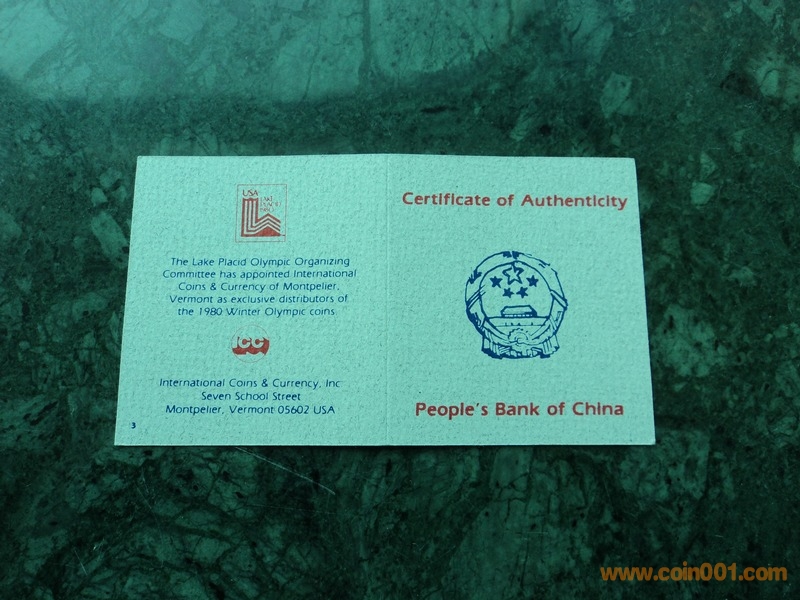 USA
LAKE
PLACID
The Lake Placid Olympic Organizing
Committee has appointed International
Coins & Currency of Montpelier,
Vermont as exclusive distributors of
the 1980 Winter Olympic coins.
ICC
International Coins & Currency, Inc.
Seven School Street
Montpelier, Vermont 05602 USA
3
Certificate of Authenticity
People's Bank of China
www.coin001.com